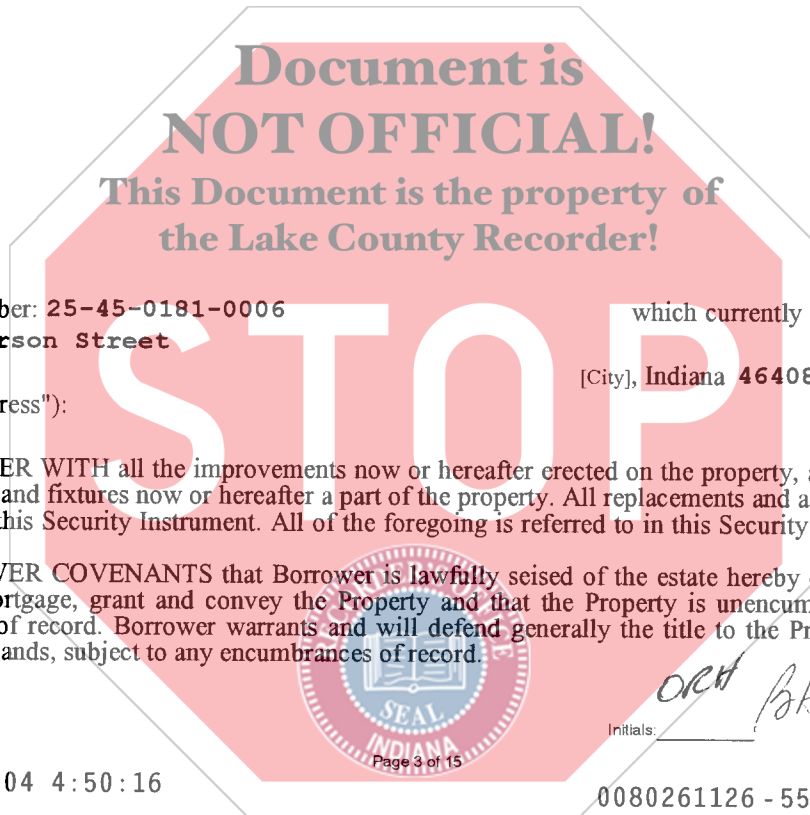 Document is
NOT OFFICIAL!
This Document is the property of
the Lake County Recorder!
ber: 25-45-0181-0006 which currently
rson Street
[City], Indiana 46408
ress"):
STOP
ER WITH all the improvements now or hereafter erected on the property, a
and fixtures now or hereafter a part of the property. All replacements and a
his Security Instrument. All of the foregoing is referred to in this Security
VER COVENANTS that Borrower is lawfully seised of the estate hereby
ortgage, grant and convey the Property and that the Property is unencum
of record. Borrower warrants and will defend generally the title to the Pr
ands, subject to any encumbrances of record.
ORH
Initials:
SEAL
INDIANA
Page 3 of 15
04 4:50:16
0080261126 - 55